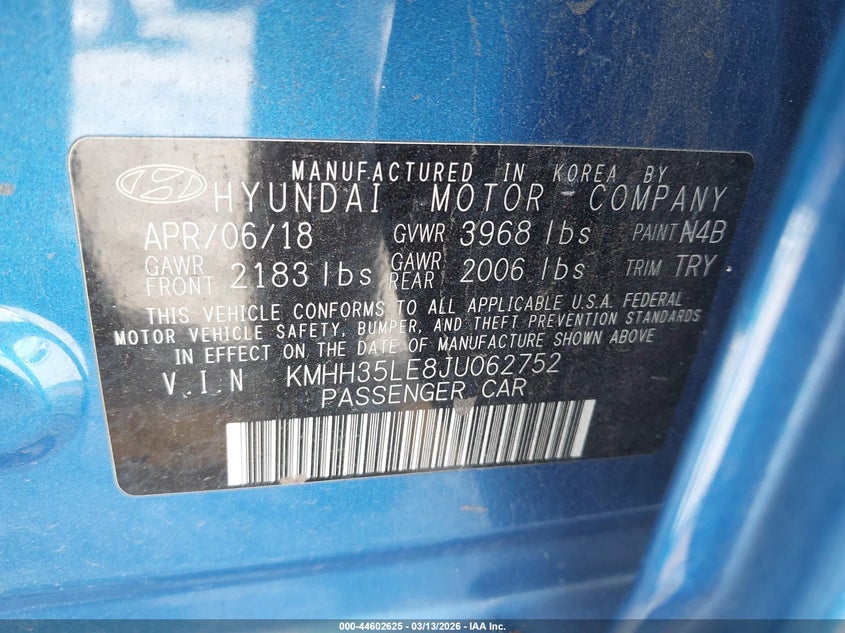 MANUFACTURED IN KOREA BY
HYUNDAI MOTOR COMPANY
APR/06/18 GVWR 3968 lbs PAINT N4B
GAWR FRONT 2183 lbs GAWR REAR 2006 lbs TRIM TRY
THIS VEHICLE CONFORMS TO ALL APPLICABLE U.S.A. FEDERAL
MOTOR VEHICLE SAFETY, BUMPER, AND THEFT PREVENTION STANDARDS
IN EFFECT ON THE DATE OF MANUFACTURE SHOWN ABOVE.
V.I.N KMHH35LE8JU062752
PASSENGER CAR
000-44602625 - 03/13/2026 - IAA Inc.